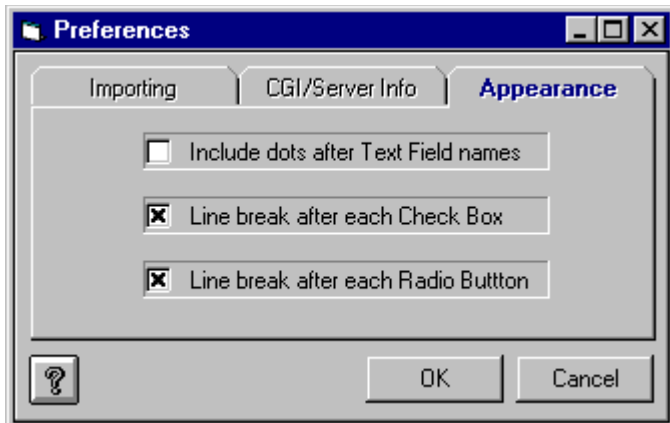 Preferences
Importing CGI/Server Info Appearance
Include dots after Text Field names
Line break after each Check Box
Line break after each Radio Buttton
? OK Cancel